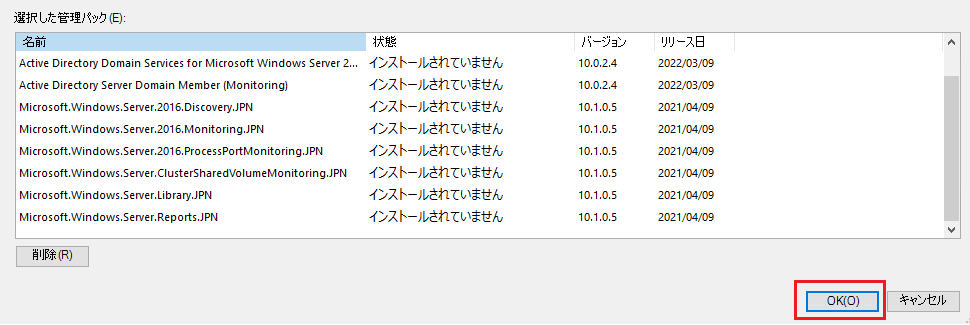 選択した管理パック(E):
名前 状態 バージョン リリース日
Active Directory Domain Services for Microsoft Windows Server 2... インストールされていません 10.0.2.4 2022/03/09
Active Directory Server Domain Member (Monitoring) インストールされていません 10.0.2.4 2022/03/09
Microsoft.Windows.Server.2016.Discovery.JPN インストールされていません 10.1.0.5 2021/04/09
Microsoft.Windows.Server.2016.Monitoring.JPN インストールされていません 10.1.0.5 2021/04/09
Microsoft.Windows.Server.2016.ProcessPortMonitoring.JPN インストールされていません 10.1.0.5 2021/04/09
Microsoft.Windows.Server.ClusterSharedVolumeMonitoring.JPN インストールされていません 10.1.0.5 2021/04/09
Microsoft.Windows.Server.Library.JPN インストールされていません 10.1.0.5 2021/04/09
Microsoft.Windows.Server.Reports.JPN インストールされていません 10.1.0.5 2021/04/09
削除(R)
OK(O) キャンセル